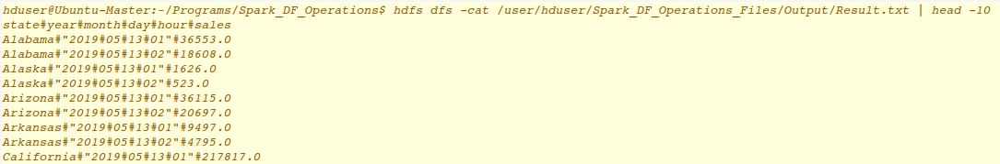 hduser@Ubuntu-Master:~/Programs/Spark_DF_Operations$ hdfs dfs -cat /user/hduser/Spark_DF_Operations_Files/Output/Result.txt | head -10
state#year#month#day#hour#sales
Alabama#"2019#05#13#01"#36553.0
Alabama#"2019#05#13#02"#18608.0
Alaska#"2019#05#13#01"#1626.0
Alaska#"2019#05#13#02"#523.0
Arizona#"2019#05#13#01"#36115.0
Arizona#"2019#05#13#02"#20697.0
Arkansas#"2019#05#13#01"#9497.0
Arkansas#"2019#05#13#02"#4795.0
California#"2019#05#13#01"#217817.0